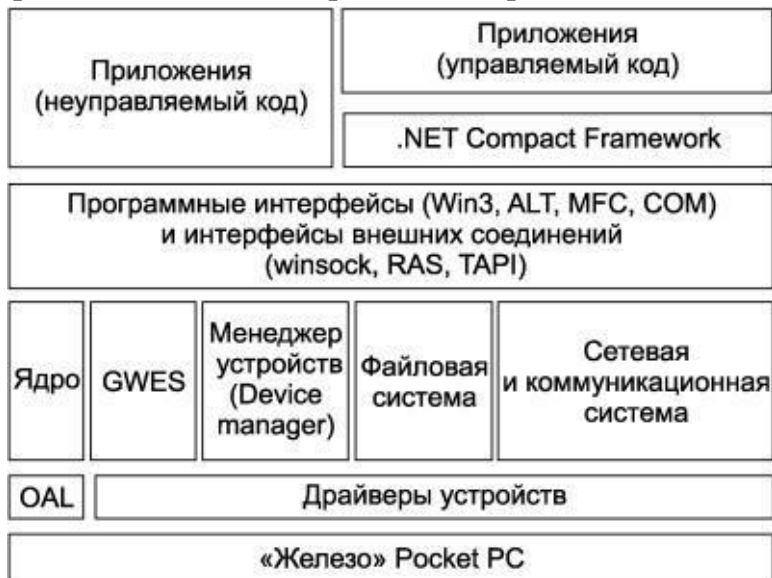 Приложения
(неуправляемый код)
Приложения
(управляемый код)
.NET Compact Framework
Программные интерфейсы (Win3, ALT, MFC, COM)
и интерфейсы внешних соединений
(winsock, RAS, TAPI)
Ядро
GWES
Менеджер
устройств
(Device
manager)
Файловая
система
Сетевая
и коммуникационная
система
OAL
Драйверы устройств
«Железо» Pocket PC